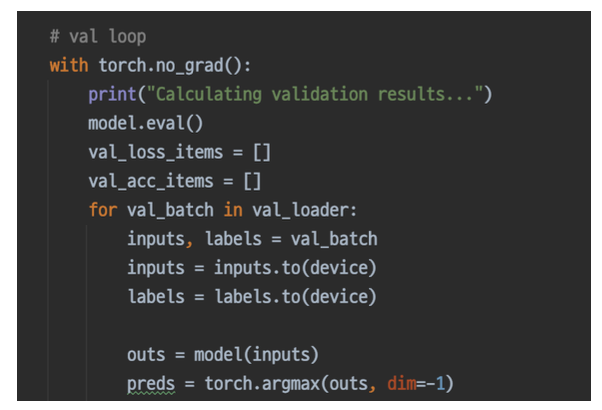 # val loop
with torch.no_grad():
    print("Calculating validation results...")
    model.eval()
    val_loss_items = []
    val_acc_items = []
    for val_batch in val_loader:
        inputs, labels = val_batch
        inputs = inputs.to(device)
        labels = labels.to(device)

        outs = model(inputs)
        preds = torch.argmax(outs, dim=-1)